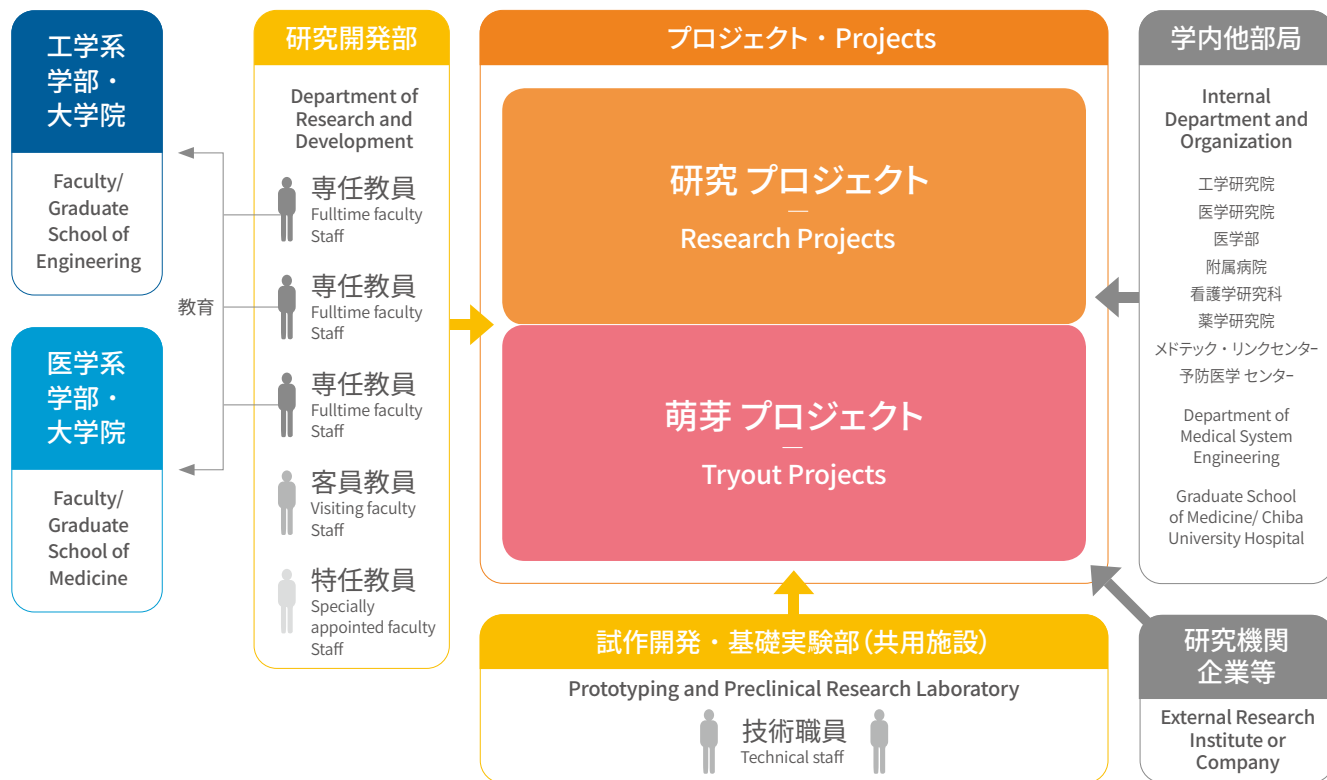 工学系
学部・
大学院
Faculty/
Graduate
School of
Engineering
医学系
学部・
大学院
Faculty/
Graduate
School of
Medicine
教育
研究開発部
Department of
Research and
Development
専任教員
Fulltime faculty
Staff
専任教員
Fulltime faculty
Staff
専任教員
Fulltime faculty
Staff
客員教員
Visiting faculty
Staff
特任教員
Specially
appointed faculty
Staff
プロジェクト・Projects
研究 プロジェクト
Research Projects
萌芽 プロジェクト
Tryout Projects
試作開発・基礎実験部(共用施設)
Prototyping and Preclinical Research Laboratory
技術職員
Technical staff
学内他部局
Internal
Department and
Organization
工学研究院
医学研究院
医学部
附属病院
看護学研究科
薬学研究院
メドテック・リンクセンター
予防医学 センター
Department of
Medical System
Engineering
Graduate School
of Medicine/ Chiba
University Hospital
研究機関
企業等
External Research
Institute or
Company